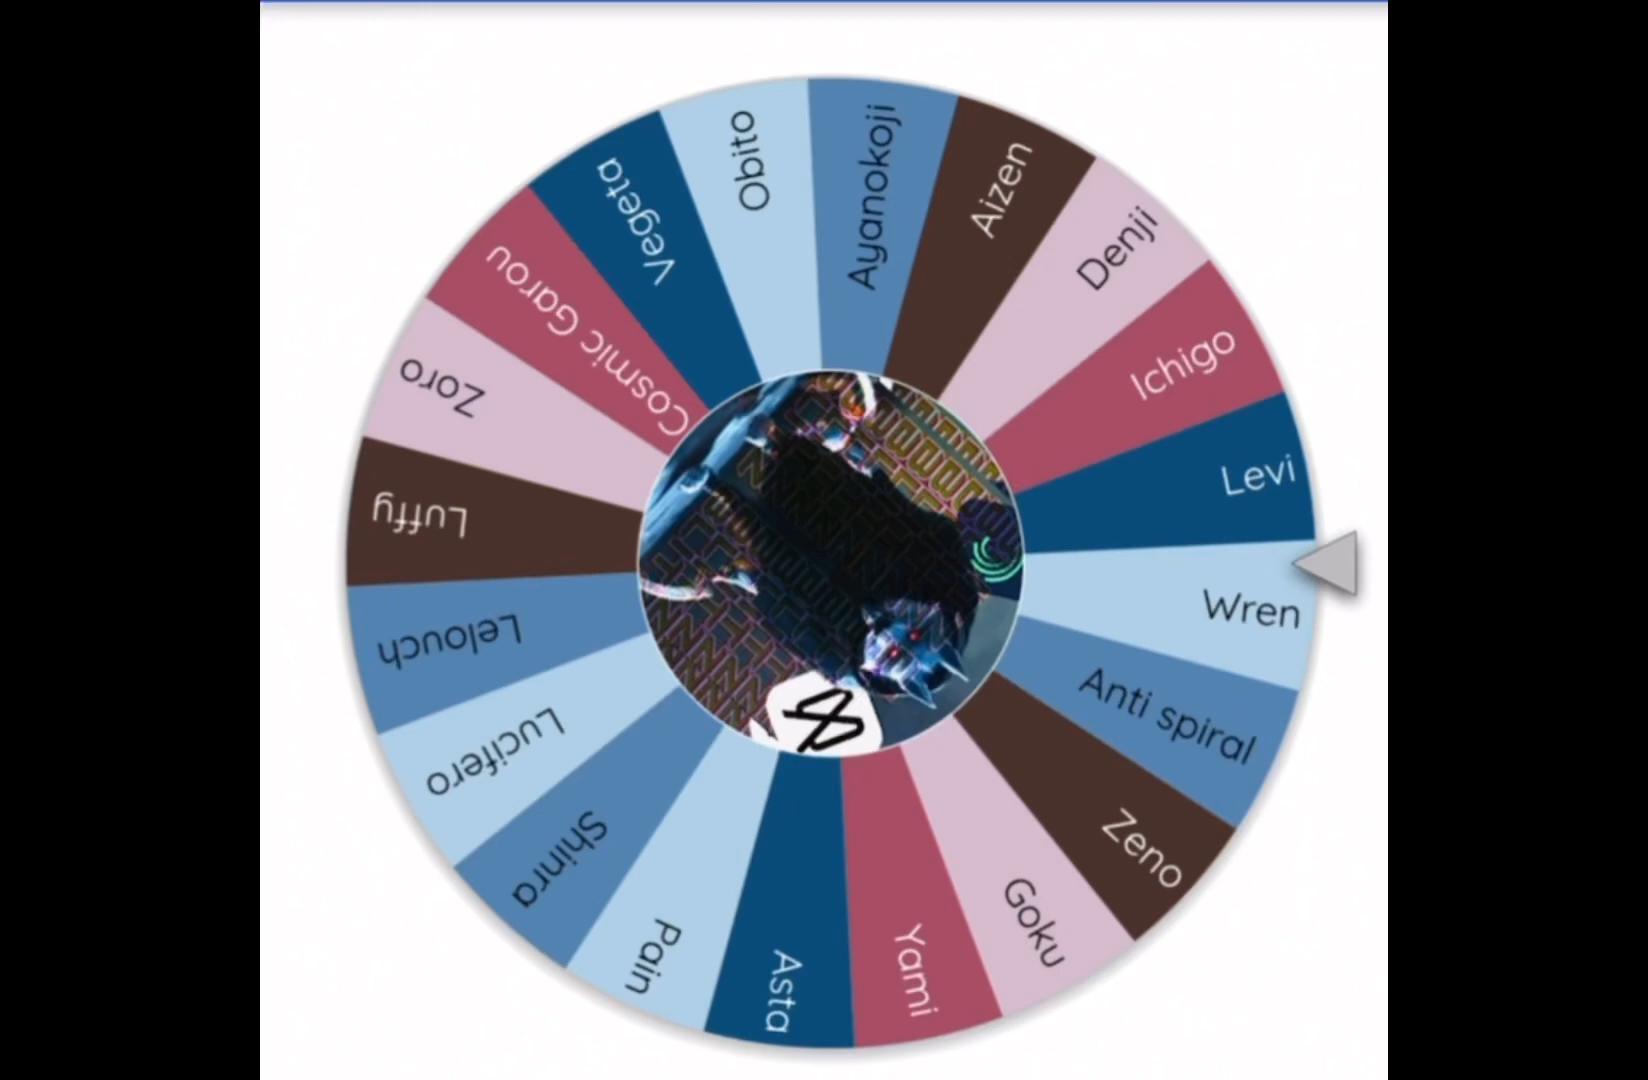 Obito
Ayanokoji
Aizen
Denji
Ichigo
Levi
Wren
Anti spiral
Zeno
Goku
Yami
Asta
Pain
Shinra
Lucifero
Lelouch
Luffy
Zoro
Cosmic Garou
Vegeta